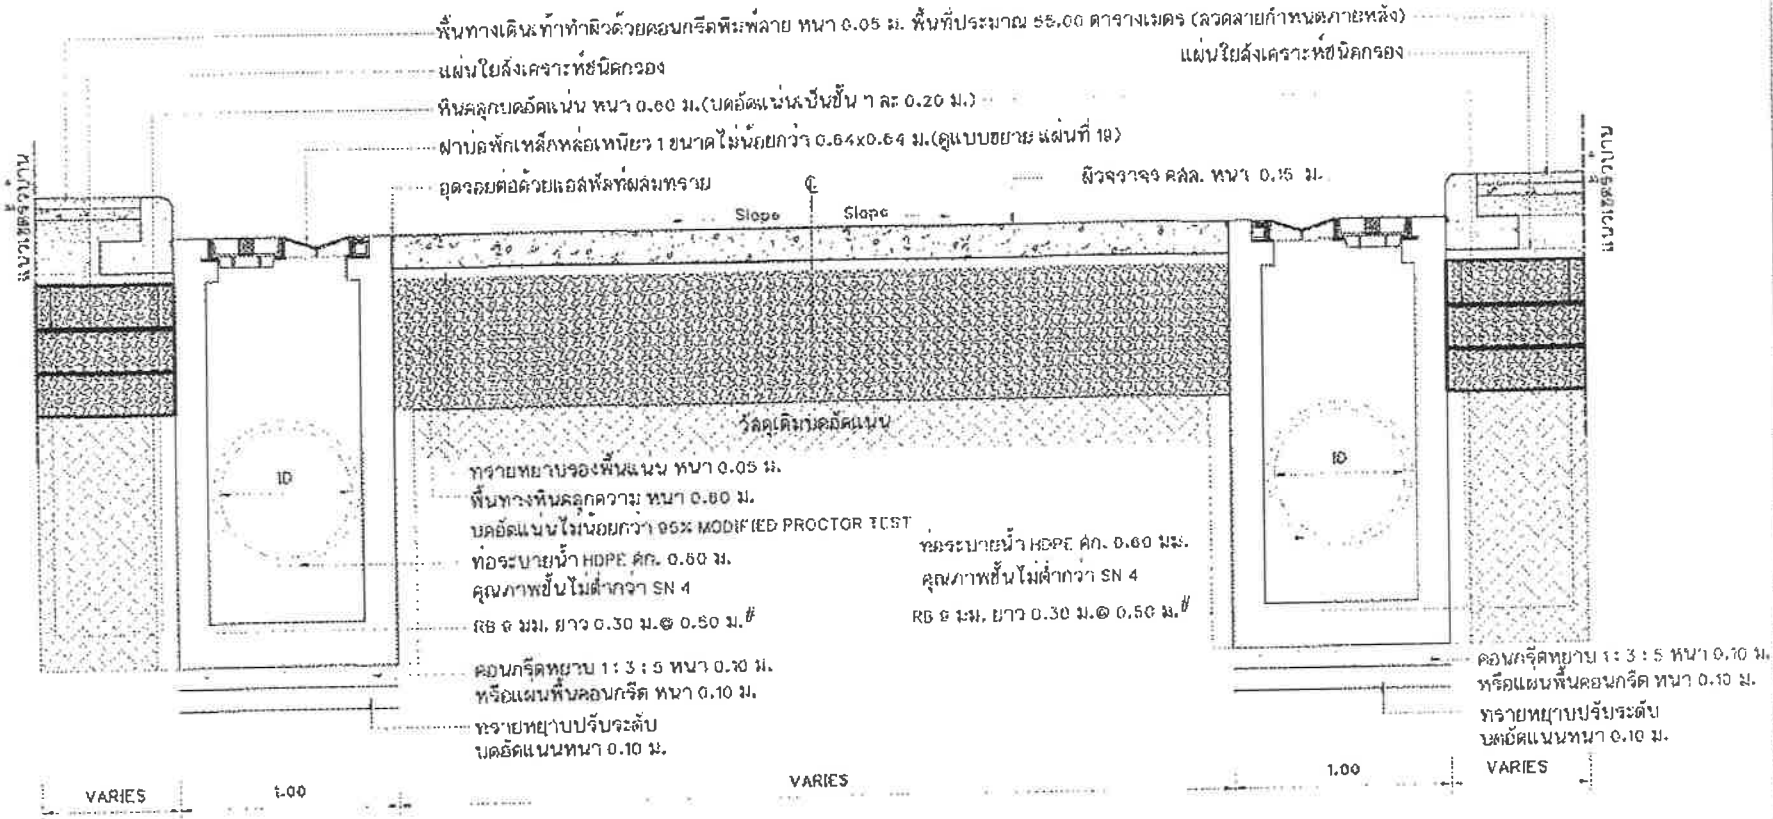 พื้นทางเดินเท้าทำผิวด้วยคอนกรีตพิมพ์ลาย หนา 0.05 ม. พื้นที่ประมาณ 55.00 ตารางเมตร (ลวดลายกำหนดภายหลัง)
แผ่นใยสังเคราะห์ชนิดกรอง
แผ่นใยสังเคราะห์ชนิดกรอง
หินคลุกบดอัดแน่น หนา 0.60 ม.(บดอัดแน่นเป็นชั้น ๆ ละ 0.20 ม.)
ฝาบ่อพักเหล็กหล่อเหนียว 1 ขนาดไม่น้อยกว่า 0.64x0.64 ม.(ดูแบบขยาย แผ่นที่ 19)
อุดรอยต่อด้วยแอสฟัลท์ผสมทราย
ผิวจราจร คสล. หนา 0.15 ม.
แนวเขตรวบาน
แนวเขตรวบาน
℄
Slope
Slope
วัสดุเดิมบดอัดแน่น
ID
ID
ทรายหยาบรองพื้นแน่น หนา 0.05 ม.
พื้นทางหินคลุก หนา 0.60 ม.
บดอัดแน่นไม่น้อยกว่า 95% MODIFIED PROCTOR TEST
ท่อระบายน้ำ HDPE ศก. 0.60 ม.
คุณภาพชั้นไม่ต่ำกว่า SN 4
RB 9 มม. ยาว 0.30 ม.@ 0.50 ม.#
ท่อระบายน้ำ HDPE ศก. 0.60 มม.
คุณภาพชั้นไม่ต่ำกว่า SN 4
RB 9 มม. ยาว 0.30 ม.@ 0.50 ม.#
คอนกรีตหยาบ 1: 3 : 5 หนา 0.10 ม.
หรือแผ่นพื้นคอนกรีต หนา 0.10 ม.
ทรายหยาบปรับระดับ
บดอัดแน่นหนา 0.10 ม.
คอนกรีตหยาบ 1: 3 : 5 หนา 0.10 ม.
หรือแผ่นพื้นคอนกรีต หนา 0.10 ม.
ทรายหยาบปรับระดับ
บดอัดแน่นหนา 0.10 ม.
VARIES
1.00
VARIES
1.00
VARIES